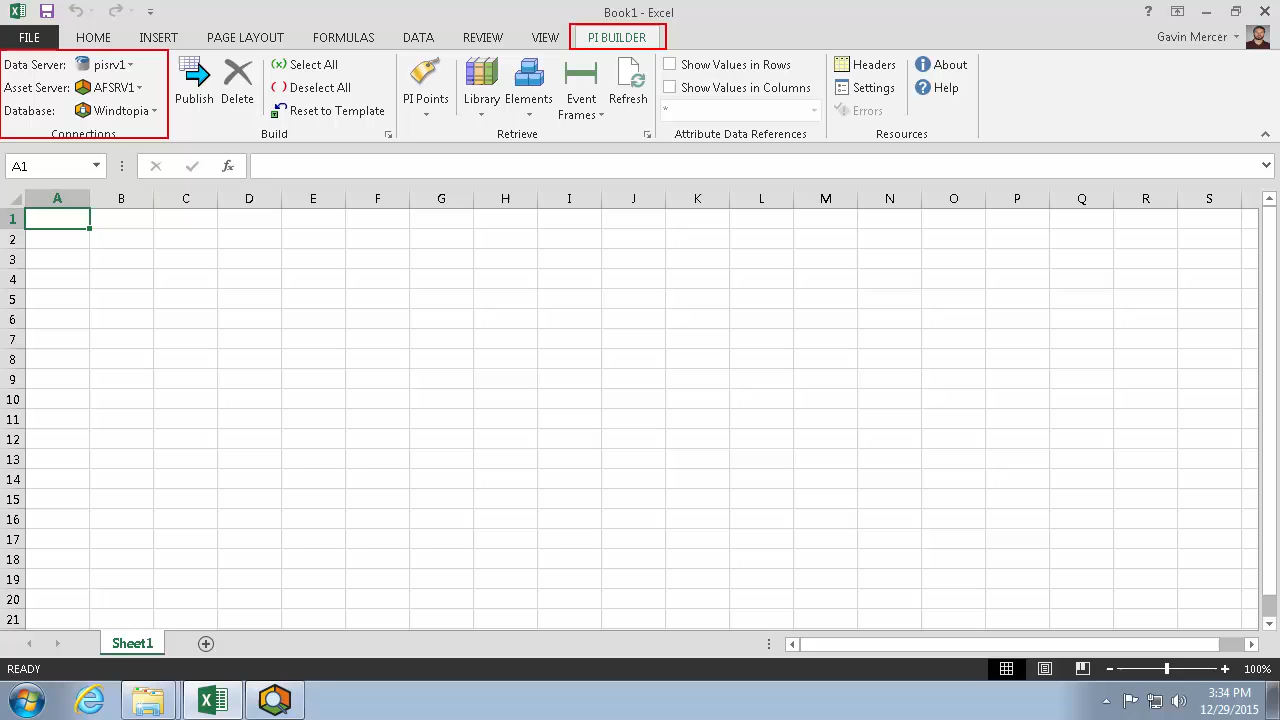 Book1 - Excel
FILE HOME INSERT PAGE LAYOUT FORMULAS DATA REVIEW VIEW PI BUILDER Gavin Mercer
Data Server: pisrv1
Asset Server: AFSRV1
Database: Windtopia
Connections
Publish
Delete
(x) Select All
( ) Deselect All
Reset to Template
Build
PI Points
Library
Elements
Event
Frames
Refresh
Retrieve
Show Values in Rows
Show Values in Columns
*
Attribute Data References
Headers
Settings
Errors
About
Help
Resources
A1
fx
A B C D E F G H I J K L M N O P Q R S
1
2
3
4
5
6
7
8
9
10
11
12
13
14
15
16
17
18
19
20
21
Sheet1
READY
100%
3:34 PM
12/29/2015